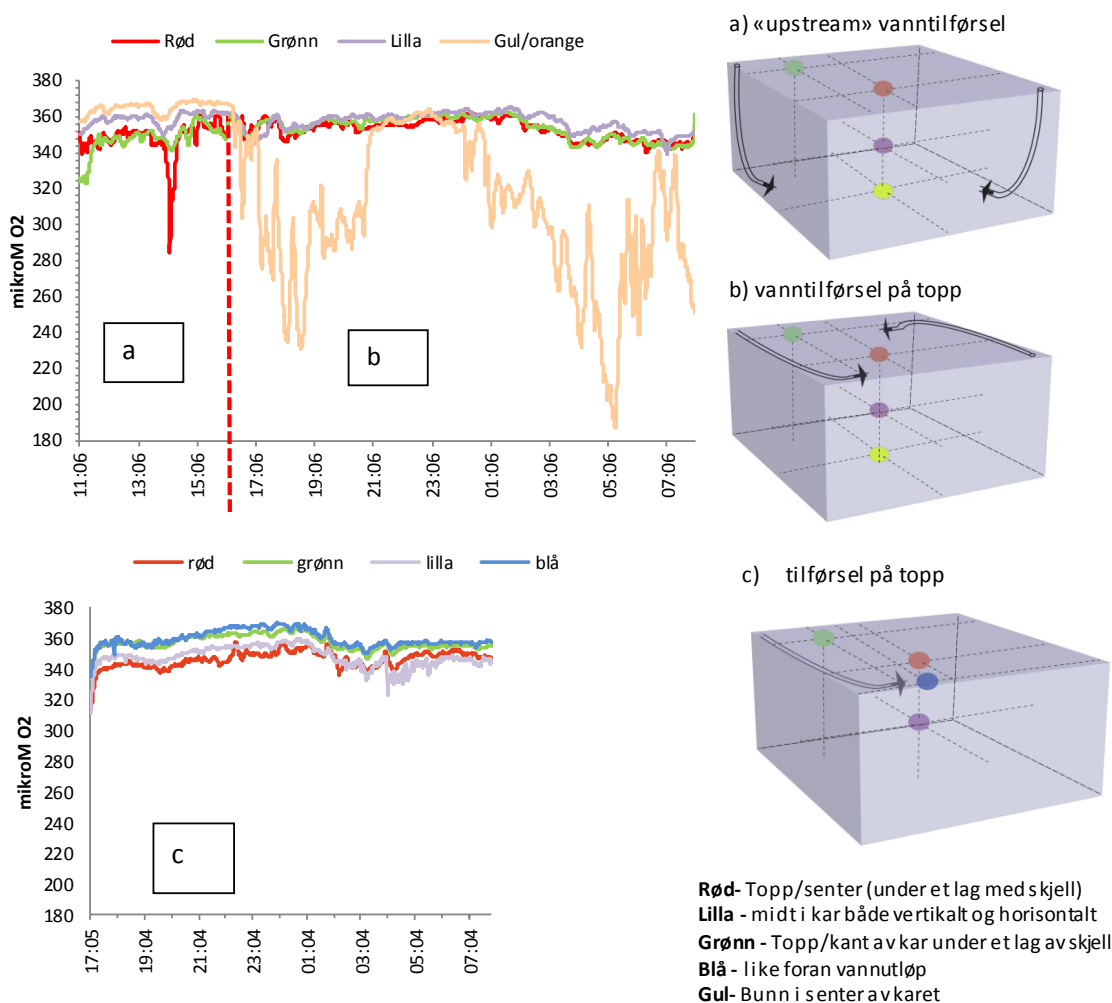 Rød Grønn Lilla Gul/orange
380
360
340
320
300
280
260
240
220
200
180
mikroM O2
a
b
11:06 13:06 15:06 17:06 19:06 21:06 23:06 01:06 03:06 05:06 07:06
a) «upstream» vanntilførsel
b) vanntilførsel på topp
rød grønn lilla blå
380
360
340
320
300
280
260
240
220
200
180
mikroM O2
c
17:05 19:04 21:04 23:04 01:04 03:04 05:04 07:04
c) tilførsel på topp
Rød- Topp/senter (under et lag med skjell)
Lilla - midt i kar både vertikalt og horisontalt
Grønn - Topp/kant av kar under et lag av skjell
Blå - like foran vannutløp
Gul- Bunn i senter av karet